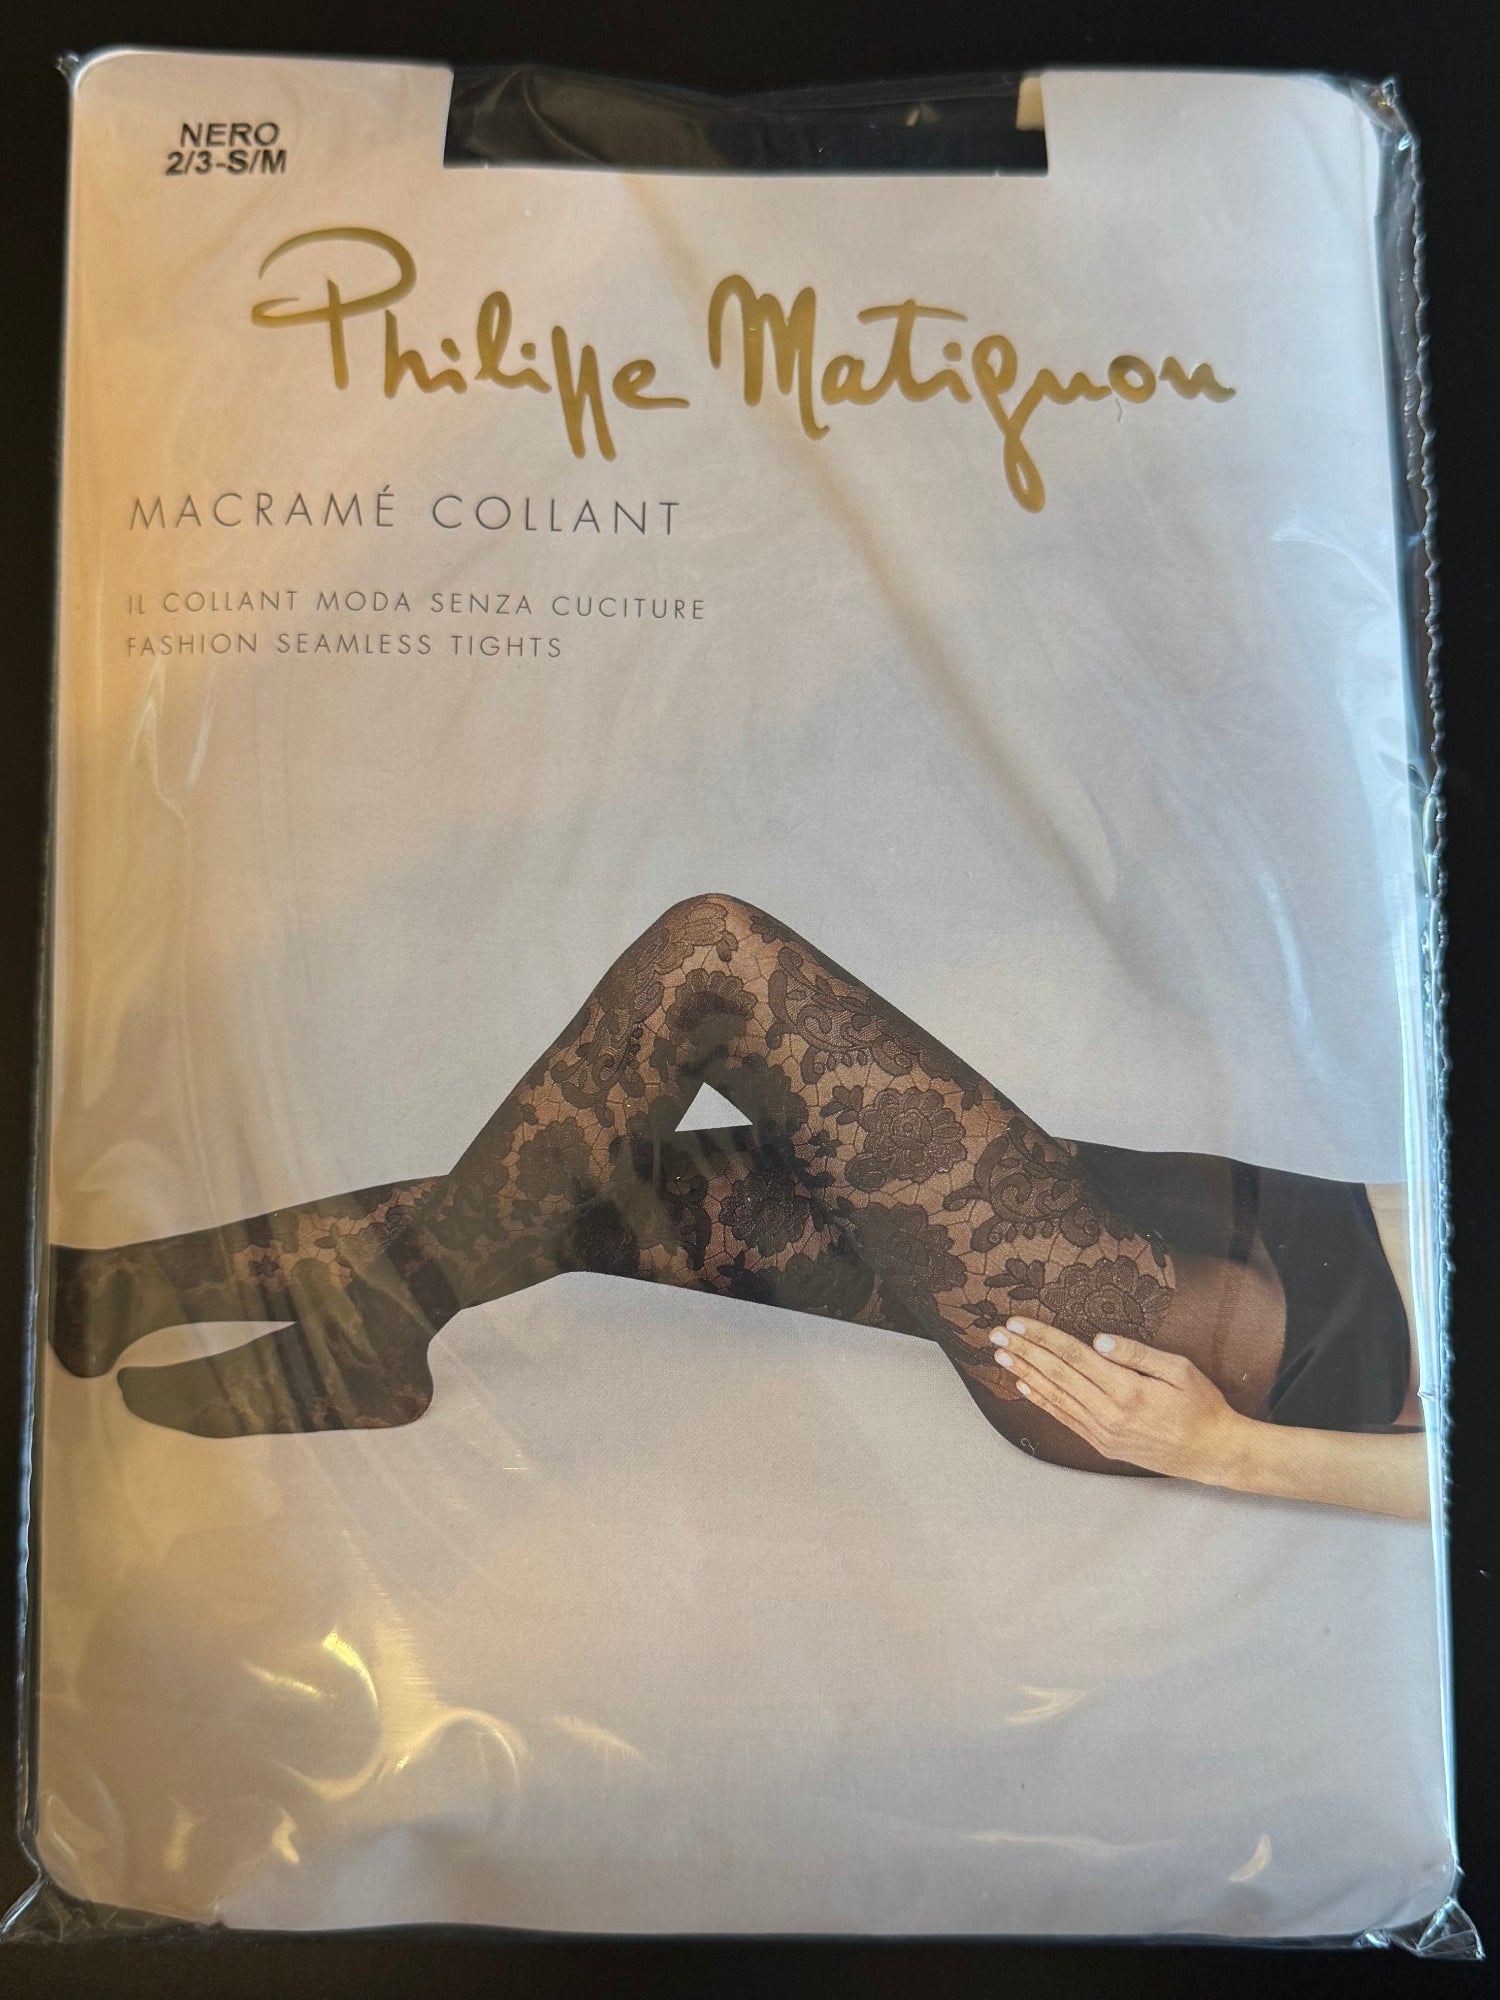 NERO
2/3-S/M
Philippe Matignon
MACRAMÉ COLLANT
IL COLLANT MODA SENZA CUCITURE
FASHION SEAMLESS TIGHTS